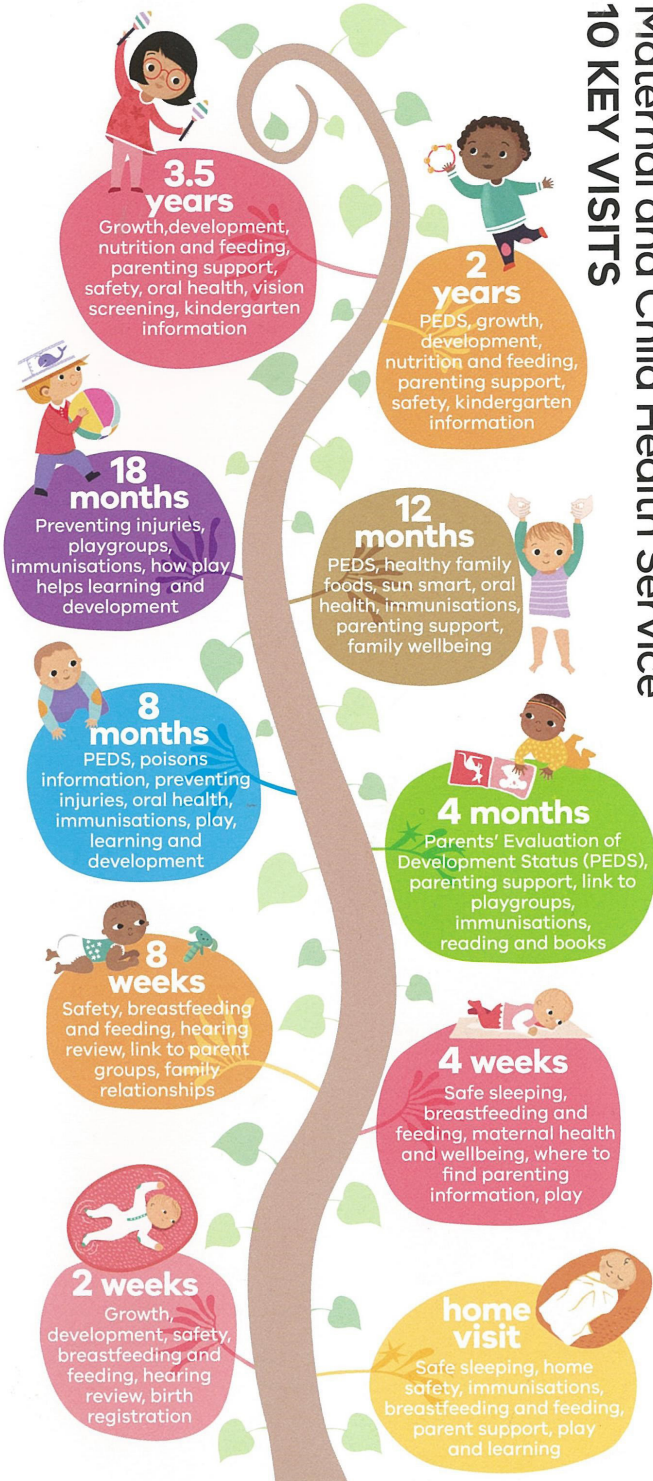 Maternal and Child Health Service
10 KEY VISITS
3.5
years
Growth,development,
nutrition and feeding,
parenting support,
safety, oral health, vision
screening, kindergarten
information
2
years
PEDS, growth,
development,
nutrition and feeding,
parenting support,
safety, kindergarten
information
18
months
Preventing injuries,
playgroups,
immunisations, how play
helps learning and
development
12
months
PEDS, healthy family
foods, sun smart, oral
health, immunisations,
parenting support,
family wellbeing
8
months
PEDS, poisons
information, preventing
injuries, oral health,
immunisations, play,
learning and
development
4 months
Parents’ Evaluation of
Development Status (PEDS),
parenting support, link to
playgroups,
immunisations,
reading and books
8
weeks
Safety, breastfeeding
and feeding, hearing
review, link to parent
groups, family
relationships
4 weeks
Safe sleeping,
breastfeeding and
feeding, maternal health
and wellbeing, where to
find parenting
information, play
2 weeks
Growth,
development, safety,
breastfeeding and
feeding, hearing
review, birth
registration
home
visit
Safe sleeping, home
safety, immunisations,
breastfeeding and feeding,
parent support, play
and learning